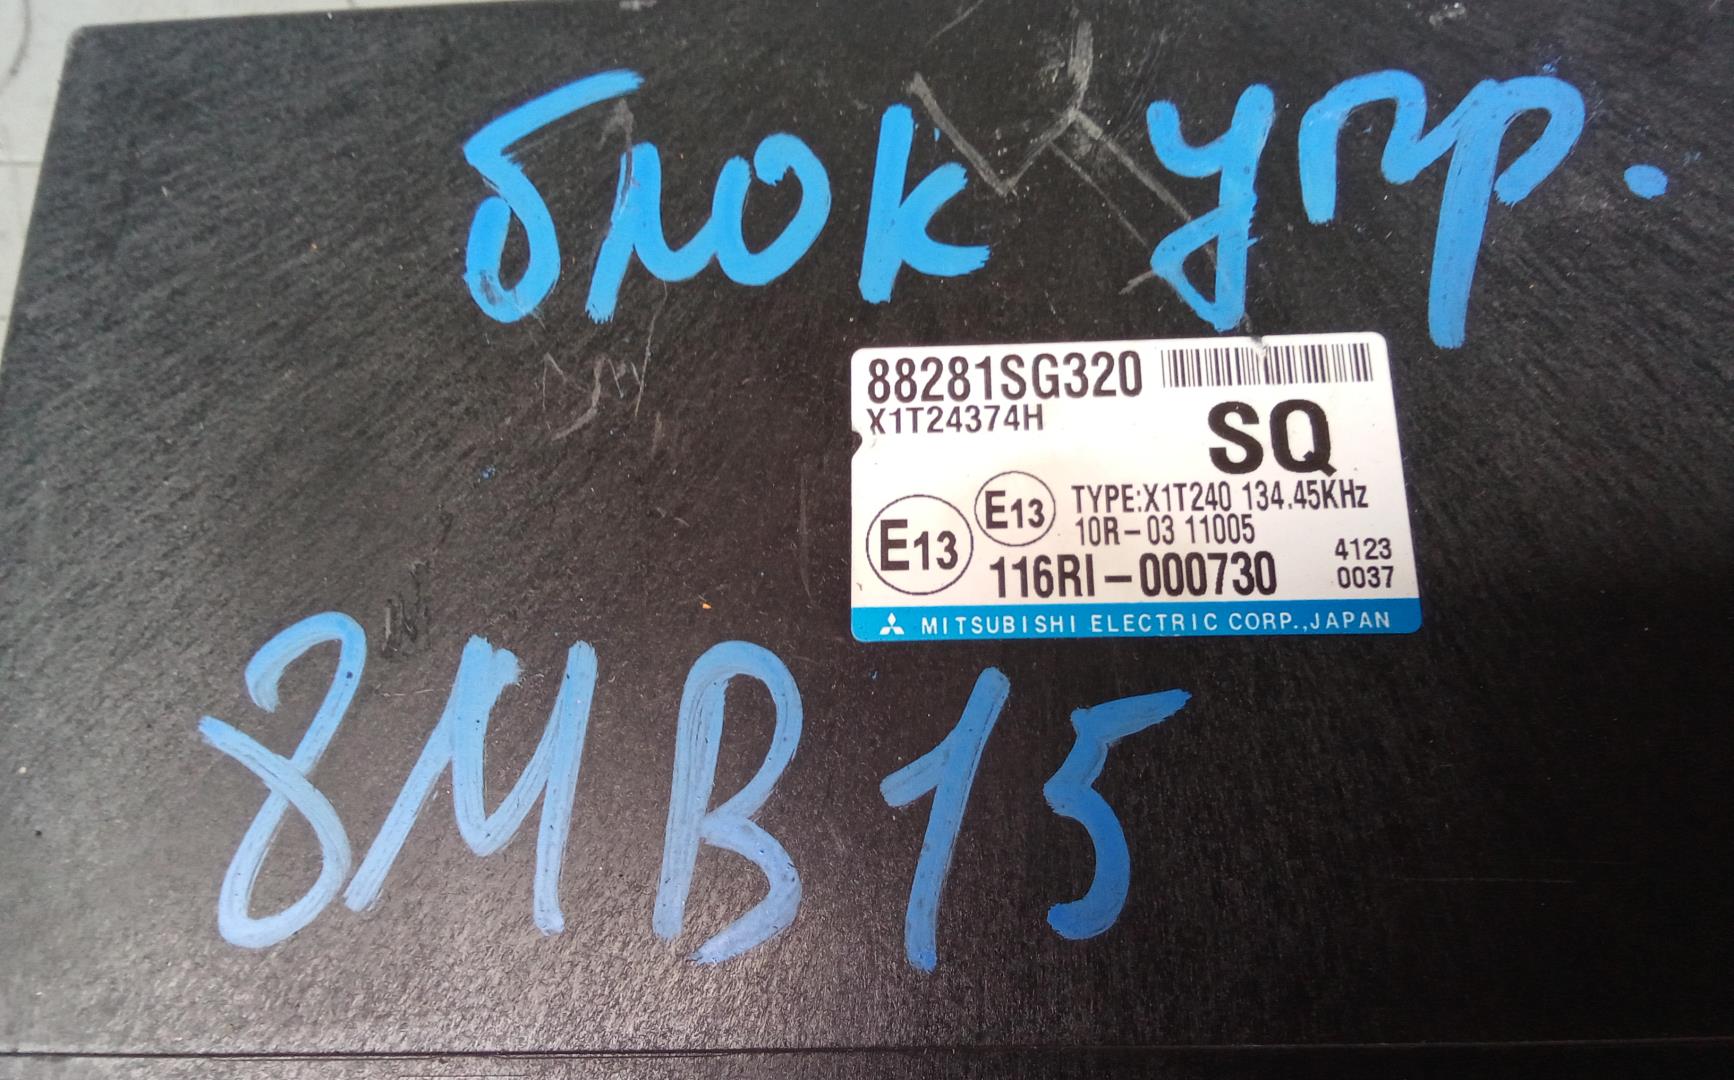 блок упр.
88281SG320
X1T24374H
SQ
E13
E13
TYPE:X1T240 134.45KHz
10R-03 11005
116RI-000730
4123
0037
MITSUBISHI ELECTRIC CORP.,JAPAN
8МВ15